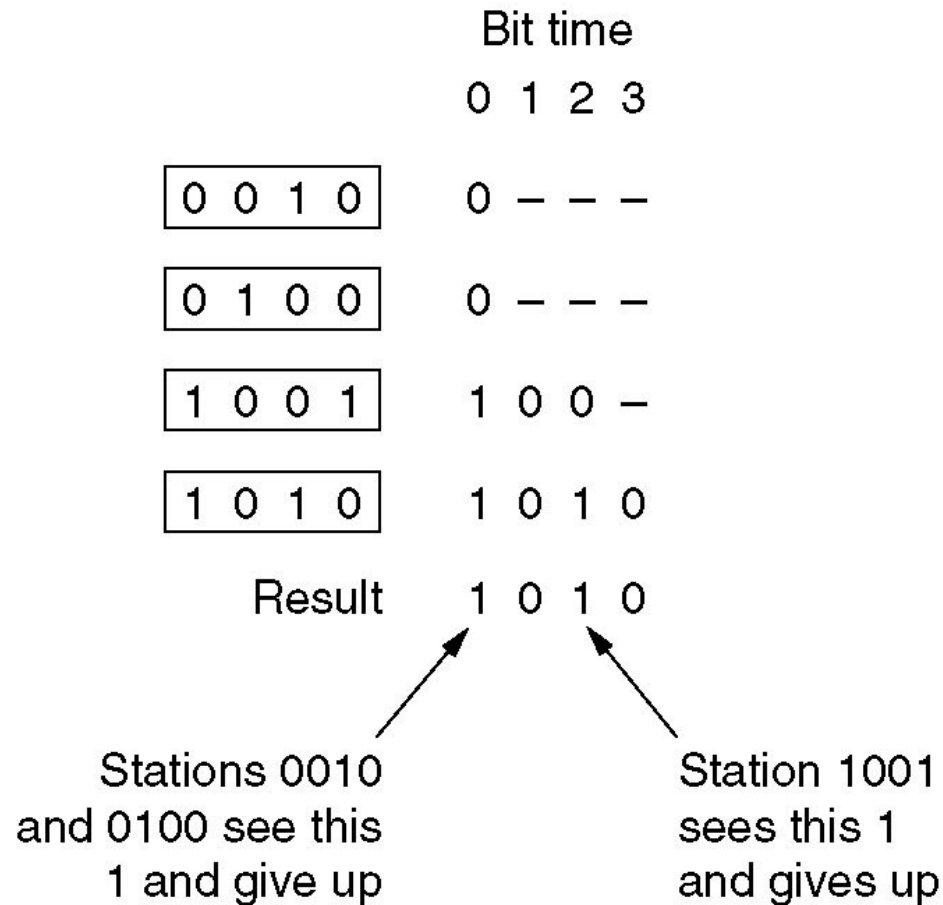 Bit time
0 1 2 3
0 0 1 0 0 – – –
0 1 0 0 0 – – –
1 0 0 1 1 0 0 –
1 0 1 0 1 0 1 0
Result 1 0 1 0
Stations 0010
and 0100 see this
1 and give up
Station 1001
sees this 1
and gives up